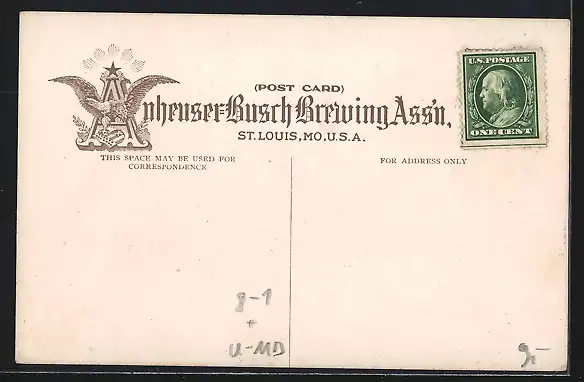 (POST CARD)
Anheuser-Busch Brewing Ass'n,
ST. LOUIS, MO, U.S.A.
THIS SPACE MAY BE USED FOR
CORRESPONDENCE
FOR ADDRESS ONLY
U.S. POSTAGE
ONE CENT
8-1
+
U-MD
9,-